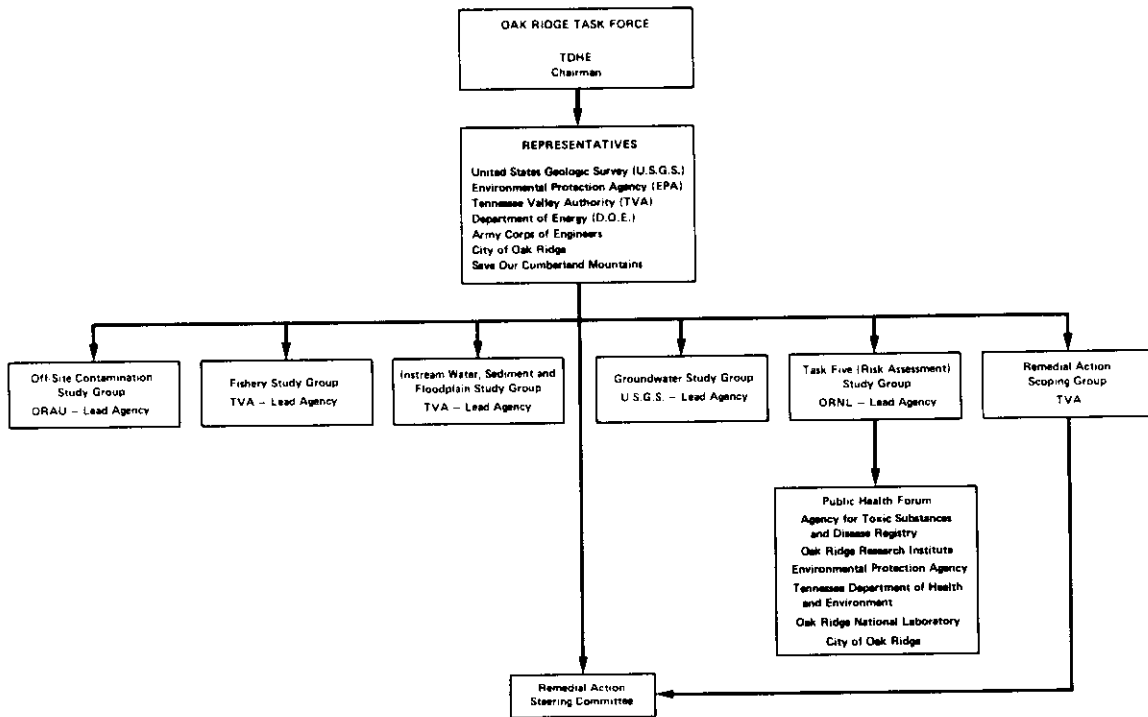 OAK RIDGE TASK FORCE
TDHE
Chairman
REPRESENTATIVES
United States Geologic Survey (U.S.G.S.)
Environmental Protection Agency (EPA)
Tennessee Valley Authority (TVA)
Department of Energy (D.O.E.)
Army Corps of Engineers
City of Oak Ridge
Save Our Cumberland Mountains
Off-Site Contamination
Study Group
ORAU – Lead Agency
Fishery Study Group
TVA – Lead Agency
Instream Water, Sediment and
Floodplain Study Group
TVA – Lead Agency
Groundwater Study Group
U.S.G.S. – Lead Agency
Task Five (Risk Assessment)
Study Group
ORNL – Lead Agency
Remedial Action
Scoping Group
TVA
Public Health Forum
Agency for Toxic Substances
and Disease Registry
Oak Ridge Research Institute
Environmental Protection Agency
Tennessee Department of Health
and Environment
Oak Ridge National Laboratory
City of Oak Ridge
Remedial Action
Steering Committee